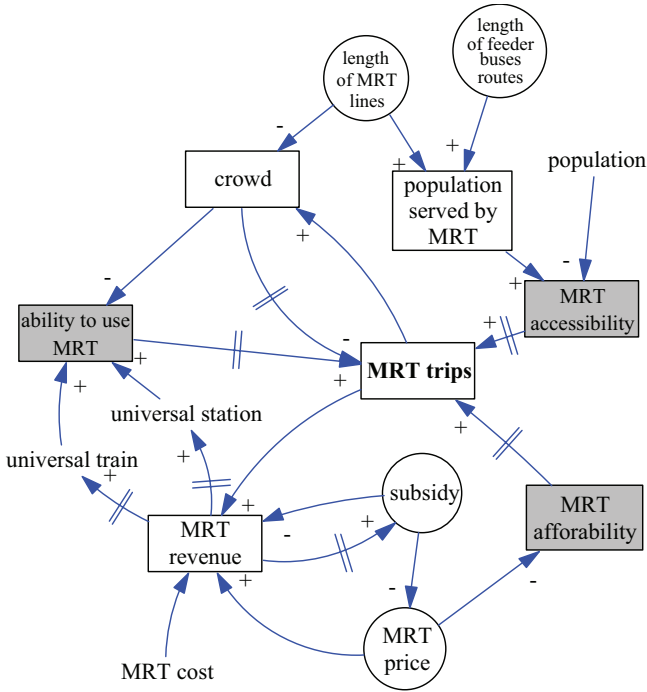 length
of MRT
lines
length
of feeder
buses
routes
-
+
+
crowd
population
served by
MRT
population
+
-
+
-
MRT
accessibility
ability to use
MRT
+
-
+
+
MRT trips
+
universal station
+
universal train
+
+
+
subsidy
MRT
revenue
+
-
+
+
MRT
afforability
-
-
MRT
price
MRT cost